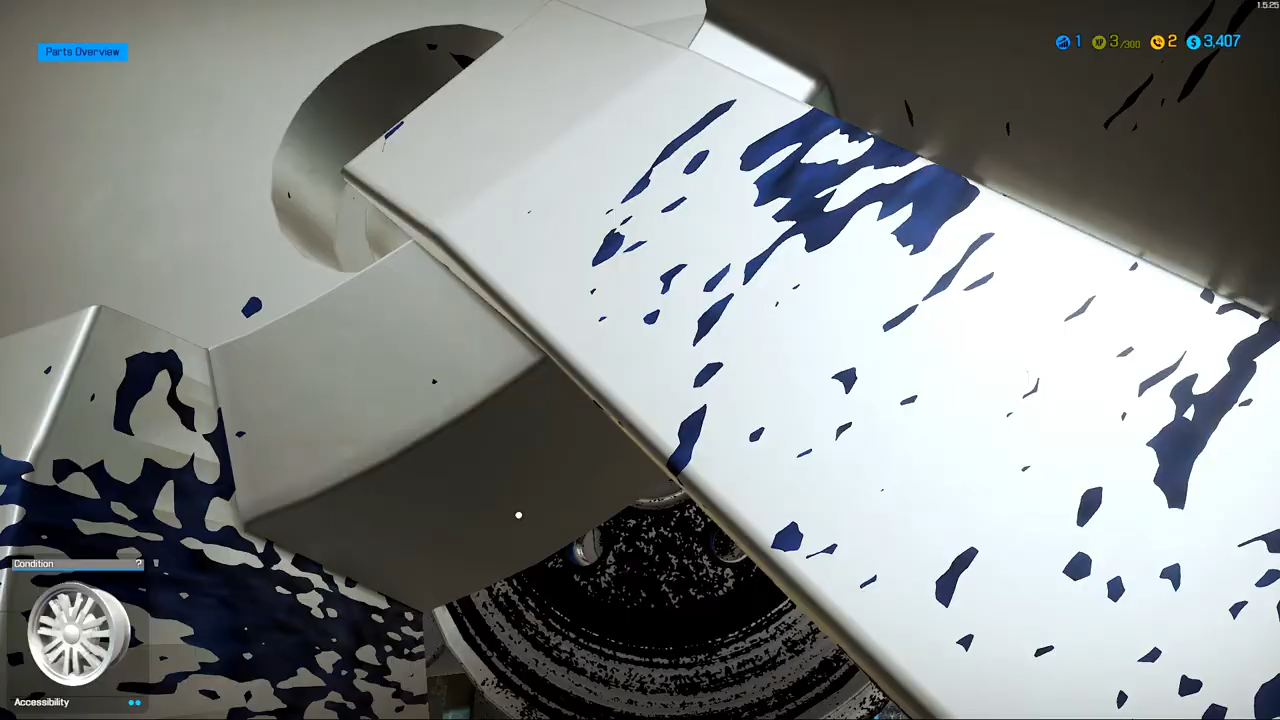 1.5.25
Parts Overview
1 3/300 2 3,407
Condition ?
Accessibility